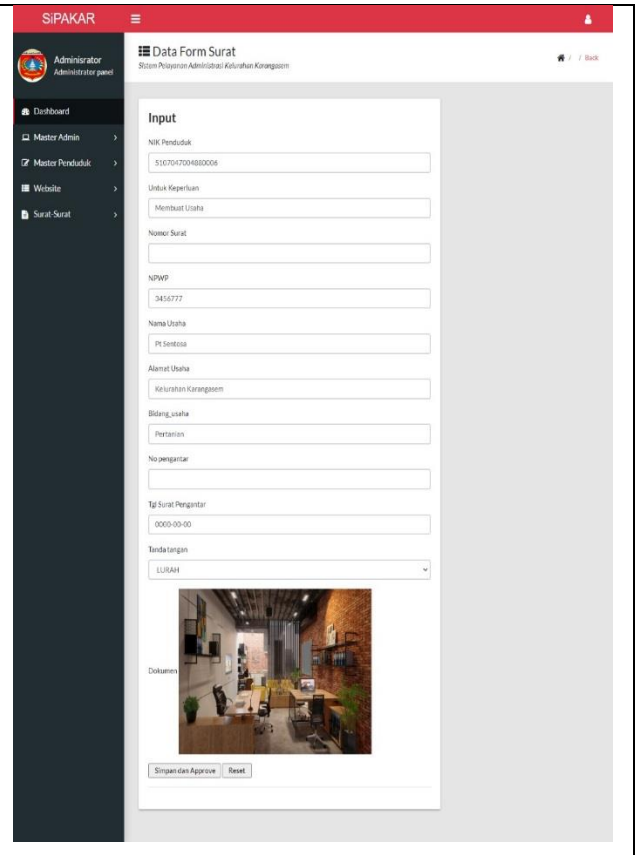 SiPAKAR
Adminisrator
Administrator panel
Data Form Surat
Sistem Pelayanan Administrasi Kelurahan Karangasem
/ / Back
Dashboard
Master Admin
Master Penduduk
Website
Surat-Surat
Input
NIK Penduduk
5107047004880006
Untuk Keperluan
Membuat Usaha
Nomor Surat
NPWP
3456777
Nama Usaha
Pt Sentosa
Alamat Usaha
Kelurahan Karangasem
Bidang_usaha
Pertanian
No pengantar
Tgl Surat Pengantar
0000-00-00
Tanda tangan
LURAH
Dokumen
Simpan dan Approve Reset